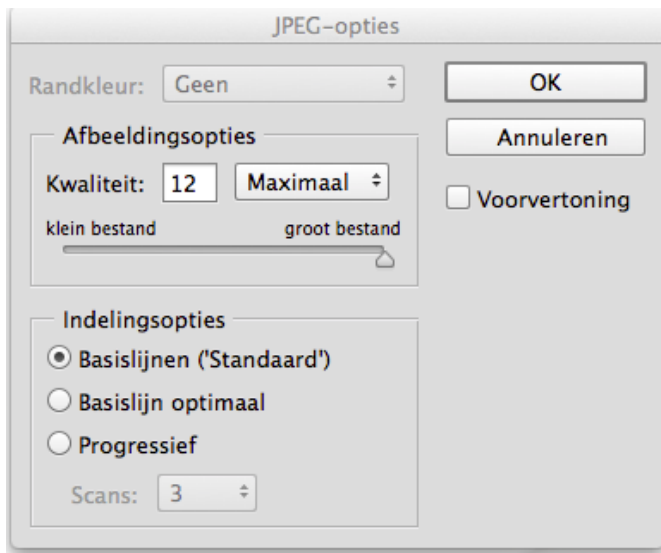 JPEG-opties
Randkleur: Geen
OK
Afbeeldingsopties
Annuleren
Kwaliteit: 12 Maximaal
Voorvertoning
klein bestand groot bestand
Indelingsopties
Basislijnen ('Standaard')
Basislijn optimaal
Progressief
Scans: 3